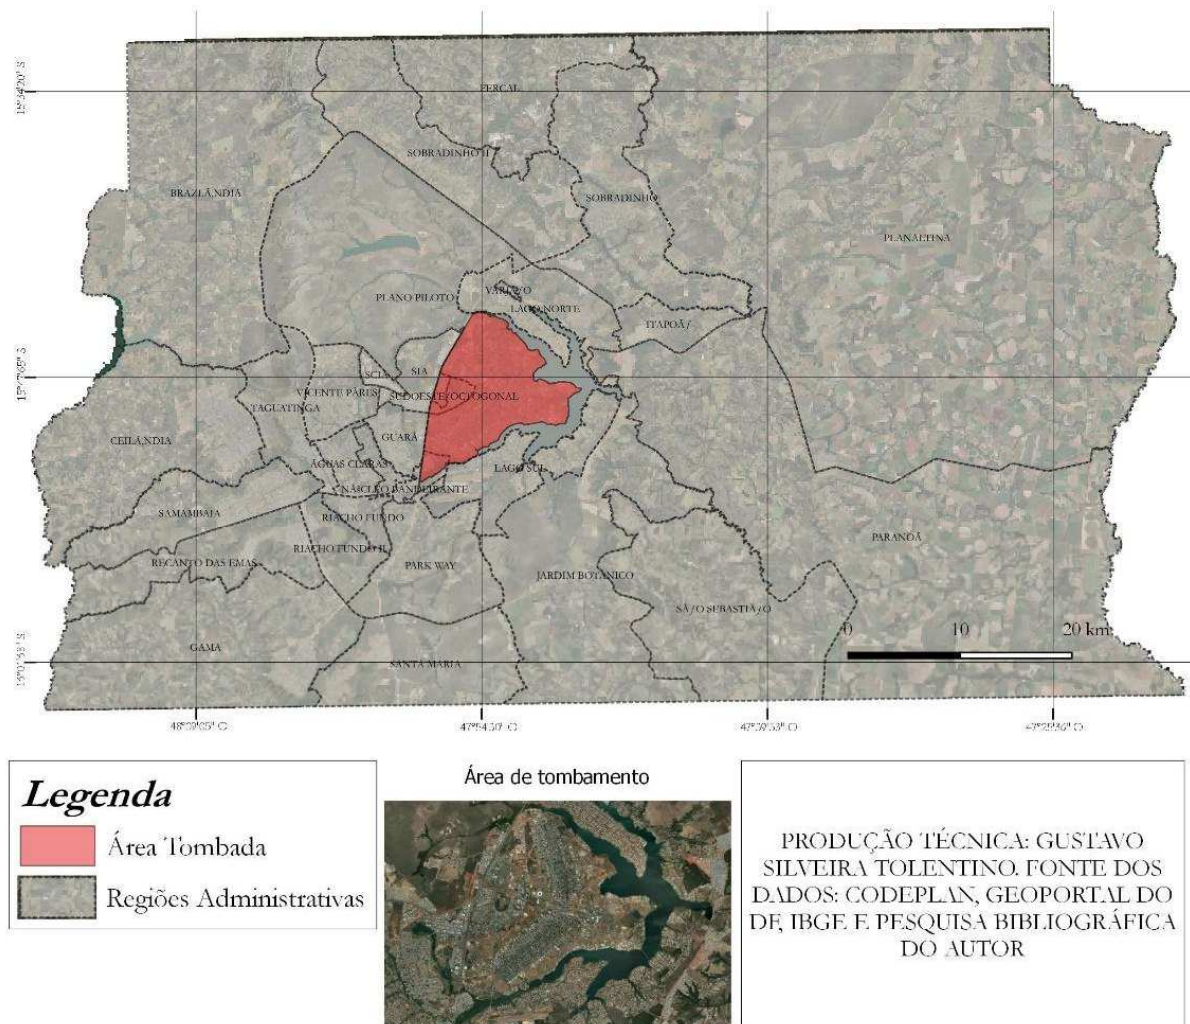 FERCAL
15°34'20" S
SOBRADINHO II
BRAZLÂNDIA
SOBRADINHO
PLANALTINA
VARJÃO
PLANO PILOTO
LAGO NORTE
ITAPOÃ
SIA
SCIA
VICENTE PIRES
SUDOESTE/OCTOGONAL
TAGUATINGA
GUARÁ
CEILÂNDIA
ÁGUAS CLARAS
LAGO SUL
NÚCLEO BANDEIRANTE
SAMAMBAIA
RIACHO FUNDO
PARANOÁ
RIACHO FUNDO II
RECANTO DAS EMAS
PARK WAY
JARDIM BOTÂNICO
SÃO SEBASTIÃO
0 10 20 km
GAMA
SANTA MARIA
Legenda
Área Tombada
Regiões Administrativas
Área de tombamento
PRODUÇÃO TÉCNICA: GUSTAVO
SILVEIRA TOLENTINO. FONTE DOS
DADOS: CODEPLAN, GEOPORTAL DO
DF, IBGE E PESQUISA BIBLIOGRÁFICA
DO AUTOR